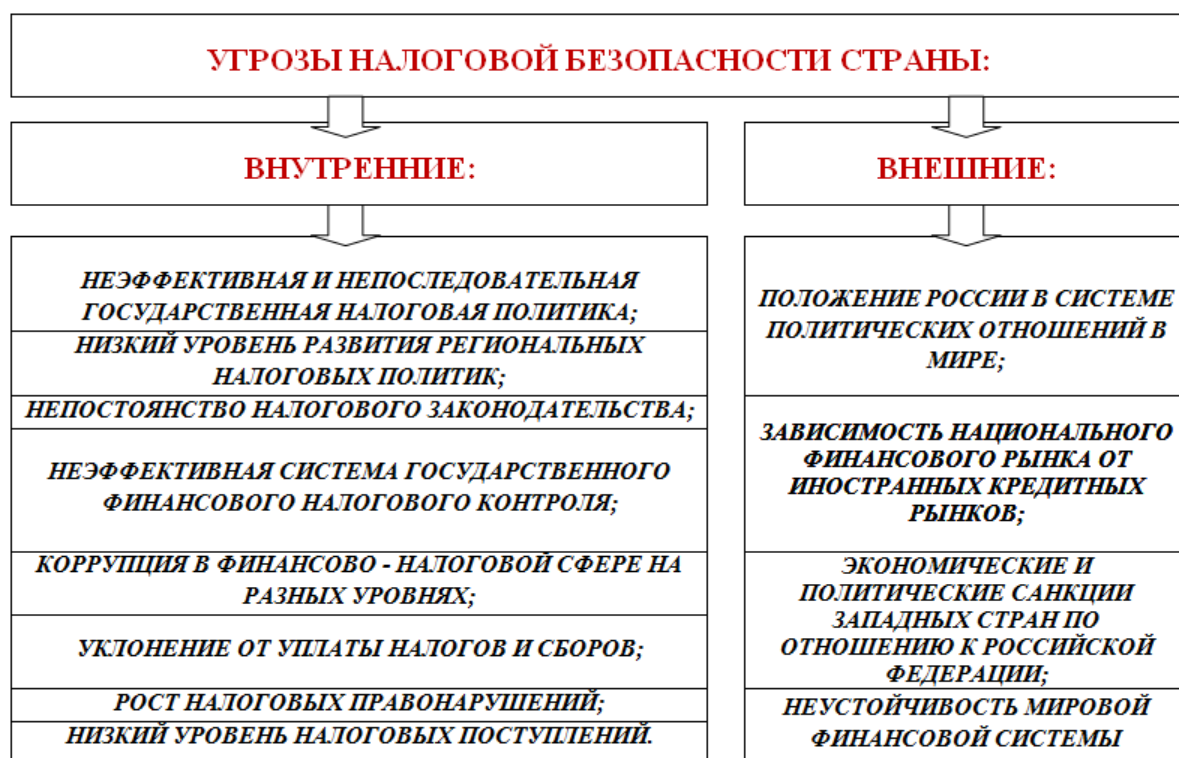 УГРОЗЫ НАЛОГОВОЙ БЕЗОПАСНОСТИ СТРАНЫ:
ВНУТРЕННИЕ:
НЕЭФФЕКТИВНАЯ И НЕПОСЛЕДОВАТЕЛЬНАЯ
ГОСУДАРСТВЕННАЯ НАЛОГОВАЯ ПОЛИТИКА;
НИЗКИЙ УРОВЕНЬ РАЗВИТИЯ РЕГИОНАЛЬНЫХ
НАЛОГОВЫХ ПОЛИТИК;
НЕПОСТОЯНСТВО НАЛОГОВОГО ЗАКОНОДАТЕЛЬСТВА;
НЕЭФФЕКТИВНАЯ СИСТЕМА ГОСУДАРСТВЕННОГО
ФИНАНСОВОГО НАЛОГОВОГО КОНТРОЛЯ;
КОРРУПЦИЯ В ФИНАНСОВО - НАЛОГОВОЙ СФЕРЕ НА
РАЗНЫХ УРОВНЯХ;
УКЛОНЕНИЕ ОТ УПЛАТЫ НАЛОГОВ И СБОРОВ;
РОСТ НАЛОГОВЫХ ПРАВОНАРУШЕНИЙ;
НИЗКИЙ УРОВЕНЬ НАЛОГОВЫХ ПОСТУПЛЕНИЙ.
ВНЕШНИЕ:
ПОЛОЖЕНИЕ РОССИИ В СИСТЕМЕ
ПОЛИТИЧЕСКИХ ОТНОШЕНИЙ В
МИРЕ;
ЗАВИСИМОСТЬ НАЦИОНАЛЬНОГО
ФИНАНСОВОГО РЫНКА ОТ
ИНОСТРАННЫХ КРЕДИТНЫХ
РЫНКОВ;
ЭКОНОМИЧЕСКИЕ И
ПОЛИТИЧЕСКИЕ САНКЦИИ
ЗАПАДНЫХ СТРАН ПО
ОТНОШЕНИЮ К РОССИЙСКОЙ
ФЕДЕРАЦИИ;
НЕУСТОЙЧИВОСТЬ МИРОВОЙ
ФИНАНСОВОЙ СИСТЕМЫ